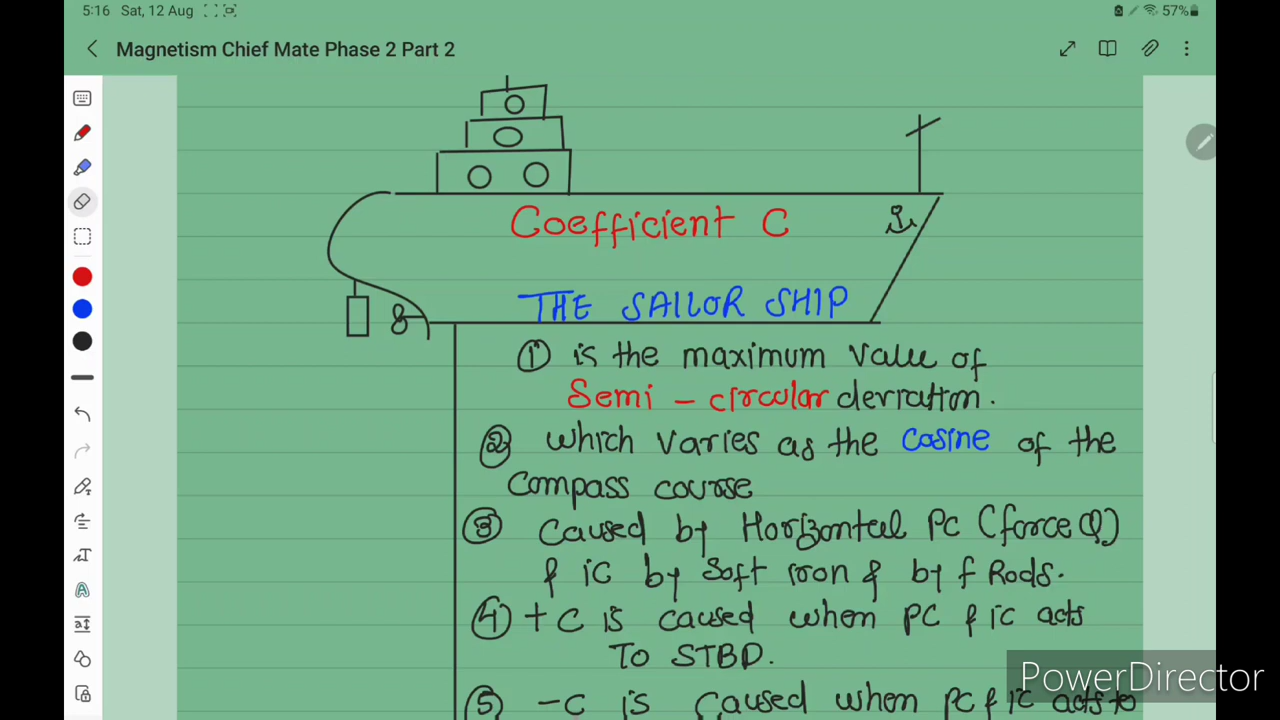 5:16 Sat, 12 Aug 57%
Magnetism Chief Mate Phase 2 Part 2
Coefficient C
THE SAILOR SHIP
① is the maximum value of
Semi - circular derration.
② which varies as the cosine of the
Compass course
③ Caused by Horizontal PC (force Q)
& ic by soft iron & by f Rods.
④ + C is caused when PC & ic acts
To STBD.
⑤ -C is caused when PC & ic acts to
PowerDirector